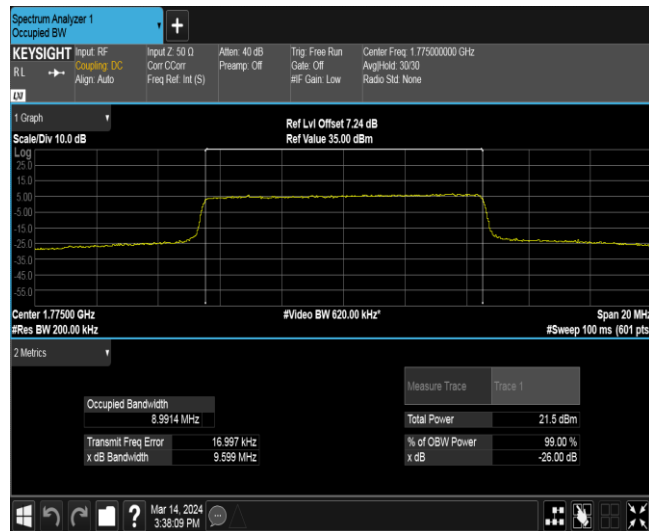 Spectrum Analyzer 1
Occupied BW
+
KEYSIGHT
RL
LXI
Input: RF
Coupling: DC
Align: Auto
Input Z: 50 Ω
Corr CCorr
Freq Ref: Int (S)
Atten: 40 dB
Preamp: Off
Trig: Free Run
Gate: Off
#IF Gain: Low
Center Freq: 1.775000000 GHz
Avg|Hold: 30/30
Radio Std: None
1 Graph
Scale/Div 10.0 dB
Ref Lvl Offset 7.24 dB
Ref Value 35.00 dBm
Log
25.0
15.0
5.00
-5.00
-15.0
-25.0
-35.0
-45.0
-55.0
Center 1.77500 GHz
#Res BW 200.00 kHz
#Video BW 620.00 kHz*
Span 20 MHz
#Sweep 100 ms (601 pts
2 Metrics
Measure Trace Trace 1
Occupied Bandwidth
8.9914 MHz
Total Power 21.5 dBm
Transmit Freq Error 16.997 kHz
% of OBW Power 99.00 %
x dB Bandwidth 9.599 MHz
x dB -26.00 dB
?
Mar 14, 2024
3:38:09 PM